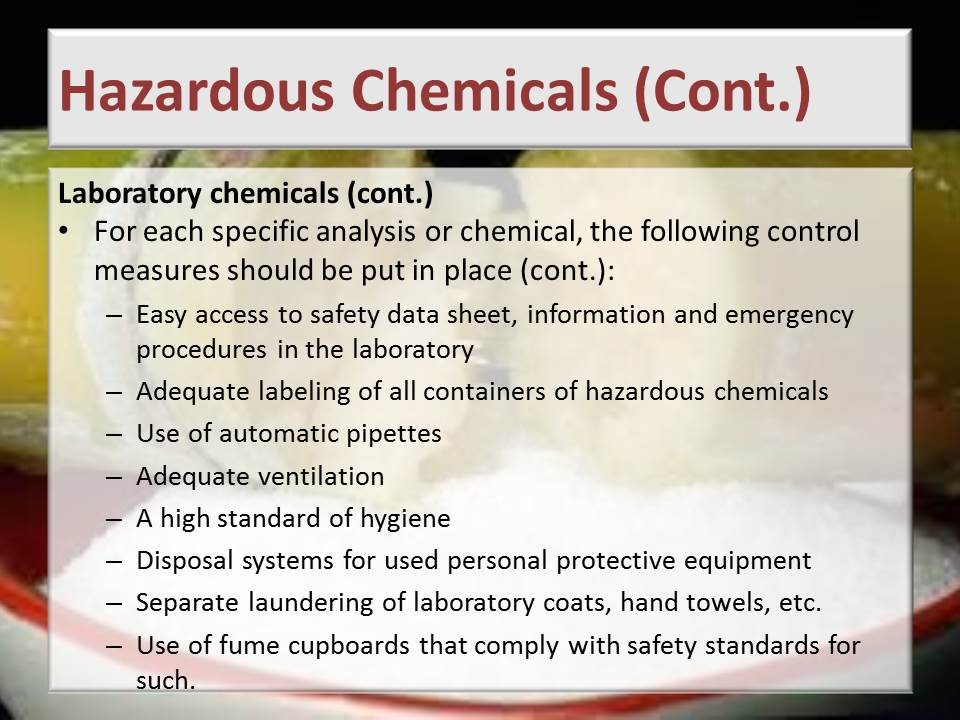 Hazardous Chemicals (Cont.)
Laboratory chemicals (cont.)
• For each specific analysis or chemical, the following control
measures should be put in place (cont.):
– Easy access to safety data sheet, information and emergency
procedures in the laboratory
– Adequate labeling of all containers of hazardous chemicals
– Use of automatic pipettes
– Adequate ventilation
– A high standard of hygiene
– Disposal systems for used personal protective equipment
– Separate laundering of laboratory coats, hand towels, etc.
– Use of fume cupboards that comply with safety standards for
such.